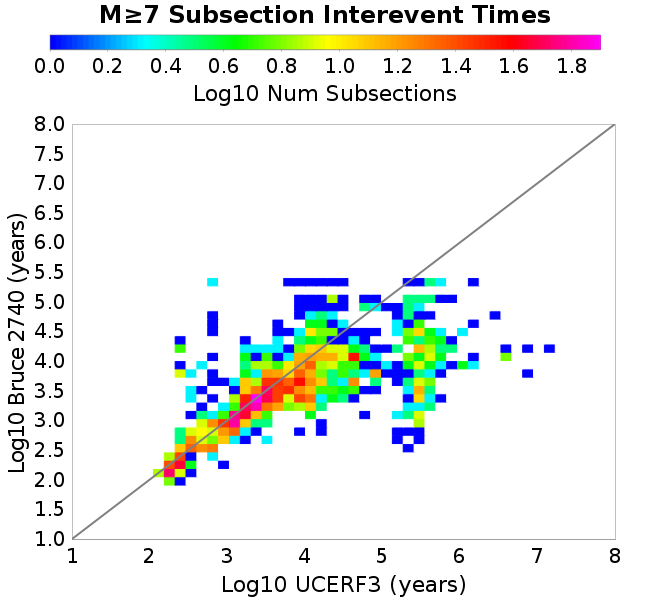 M≥7 Subsection Interevent Times
0.0 0.2 0.4 0.6 0.8 1.0 1.2 1.4 1.6 1.8
Log10 Num Subsections
8.0
7.5
7.0
6.5
6.0
5.5
5.0
4.5
4.0
3.5
3.0
2.5
2.0
1.5
1.0
Log10 Bruce 2740 (years)
1 2 3 4 5 6 7 8
Log10 UCERF3 (years)